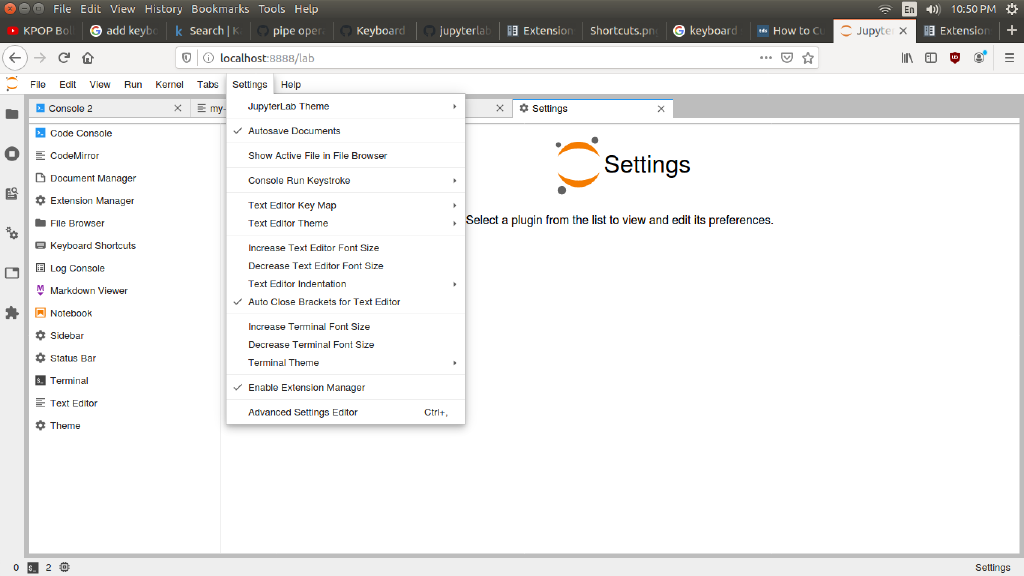 File Edit View History Bookmarks Tools Help
En 10:50 PM
KPOP Bo
add keybo
Search | K
pipe oper
Keyboard
jupyterlab
Extension
Shortcuts.pn
keyboard
How to Cu
Jupyte
Extension
localhost:8888/lab
File Edit View Run Kernel Tabs Settings Help
Console 2
my-
Settings
Code Console
CodeMirror
Document Manager
Extension Manager
File Browser
Keyboard Shortcuts
Log Console
Markdown Viewer
Notebook
Sidebar
Status Bar
Terminal
Text Editor
Theme
JupyterLab Theme
Autosave Documents
Show Active File in File Browser
Console Run Keystroke
Text Editor Key Map
Text Editor Theme
Increase Text Editor Font Size
Decrease Text Editor Font Size
Text Editor Indentation
Auto Close Brackets for Text Editor
Increase Terminal Font Size
Decrease Terminal Font Size
Terminal Theme
Enable Extension Manager
Advanced Settings Editor Ctrl+,
Settings
Select a plugin from the list to view and edit its preferences.
0 2 Settings